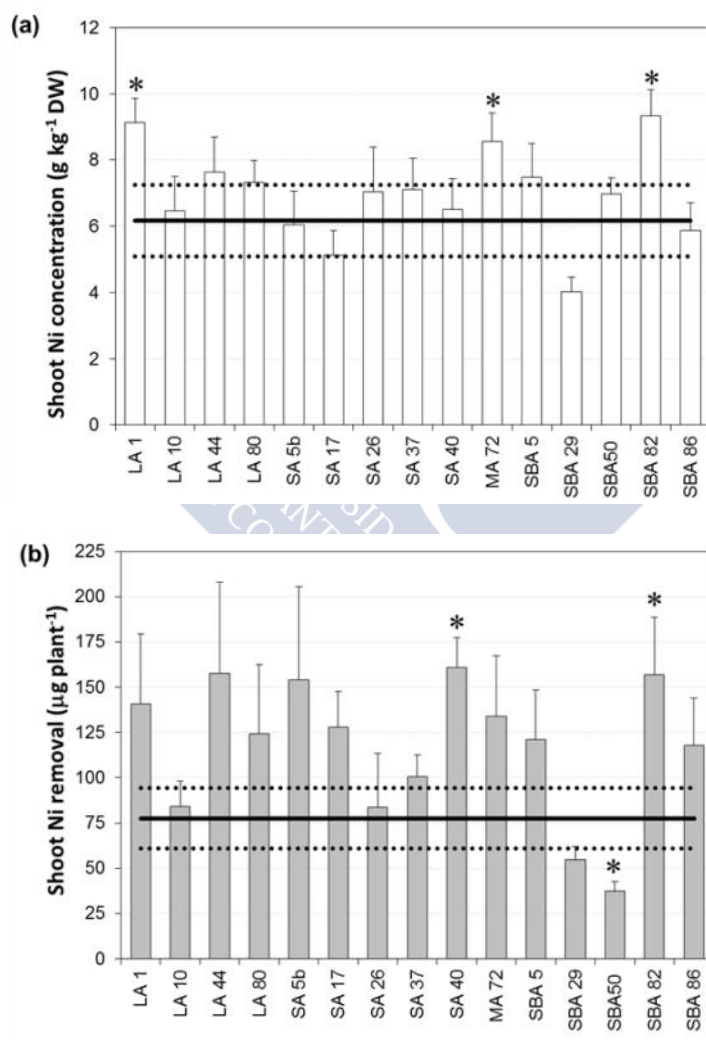 (a)
Shoot Ni concentration (g kg⁻¹ DW)
12
10
8
6
4
2
0
*
*
*
LA 1
LA 10
LA 44
LA 80
SA 5b
SA 17
SA 26
SA 37
SA 40
MA 72
SBA 5
SBA 29
SBA50
SBA 82
SBA 86
(b)
Shoot Ni removal (µg plant⁻¹)
225
200
175
150
125
100
75
50
25
0
*
*
*
LA 1
LA 10
LA 44
LA 80
SA 5b
SA 17
SA 26
SA 37
SA 40
MA 72
SBA 5
SBA 29
SBA50
SBA 82
SBA 86